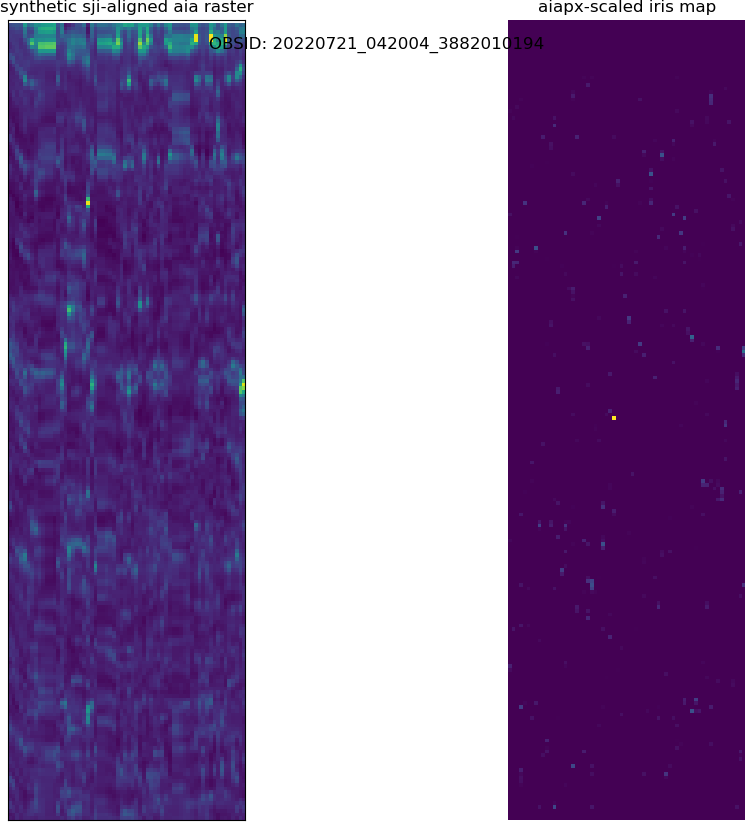 synthetic sji-aligned aia raster
aiapx-scaled iris map
OBSID: 20220721_042004_3882010194